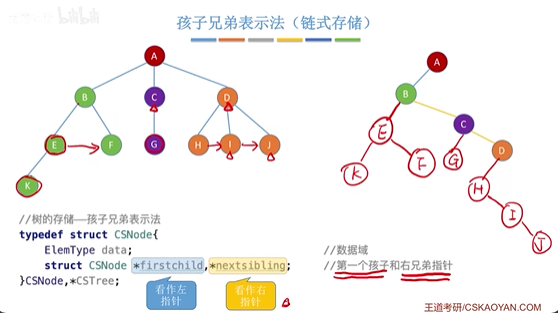 孩子兄弟表示法（链式存储）
A
B
C
D
E
F
G
H
I
J
K
//树的存储——孩子兄弟表示法
typedef struct CSNode{
ElemType data;
struct CSNode *firstchild,*nextsibling;
}CSNode,*CSTree;
看作左
指针
看作右
指针
A
B
C
D
E
F
G
K
H
I
J
//数据域
//第一个孩子和右兄弟指针
王道考研/CSKAOYAN.COM